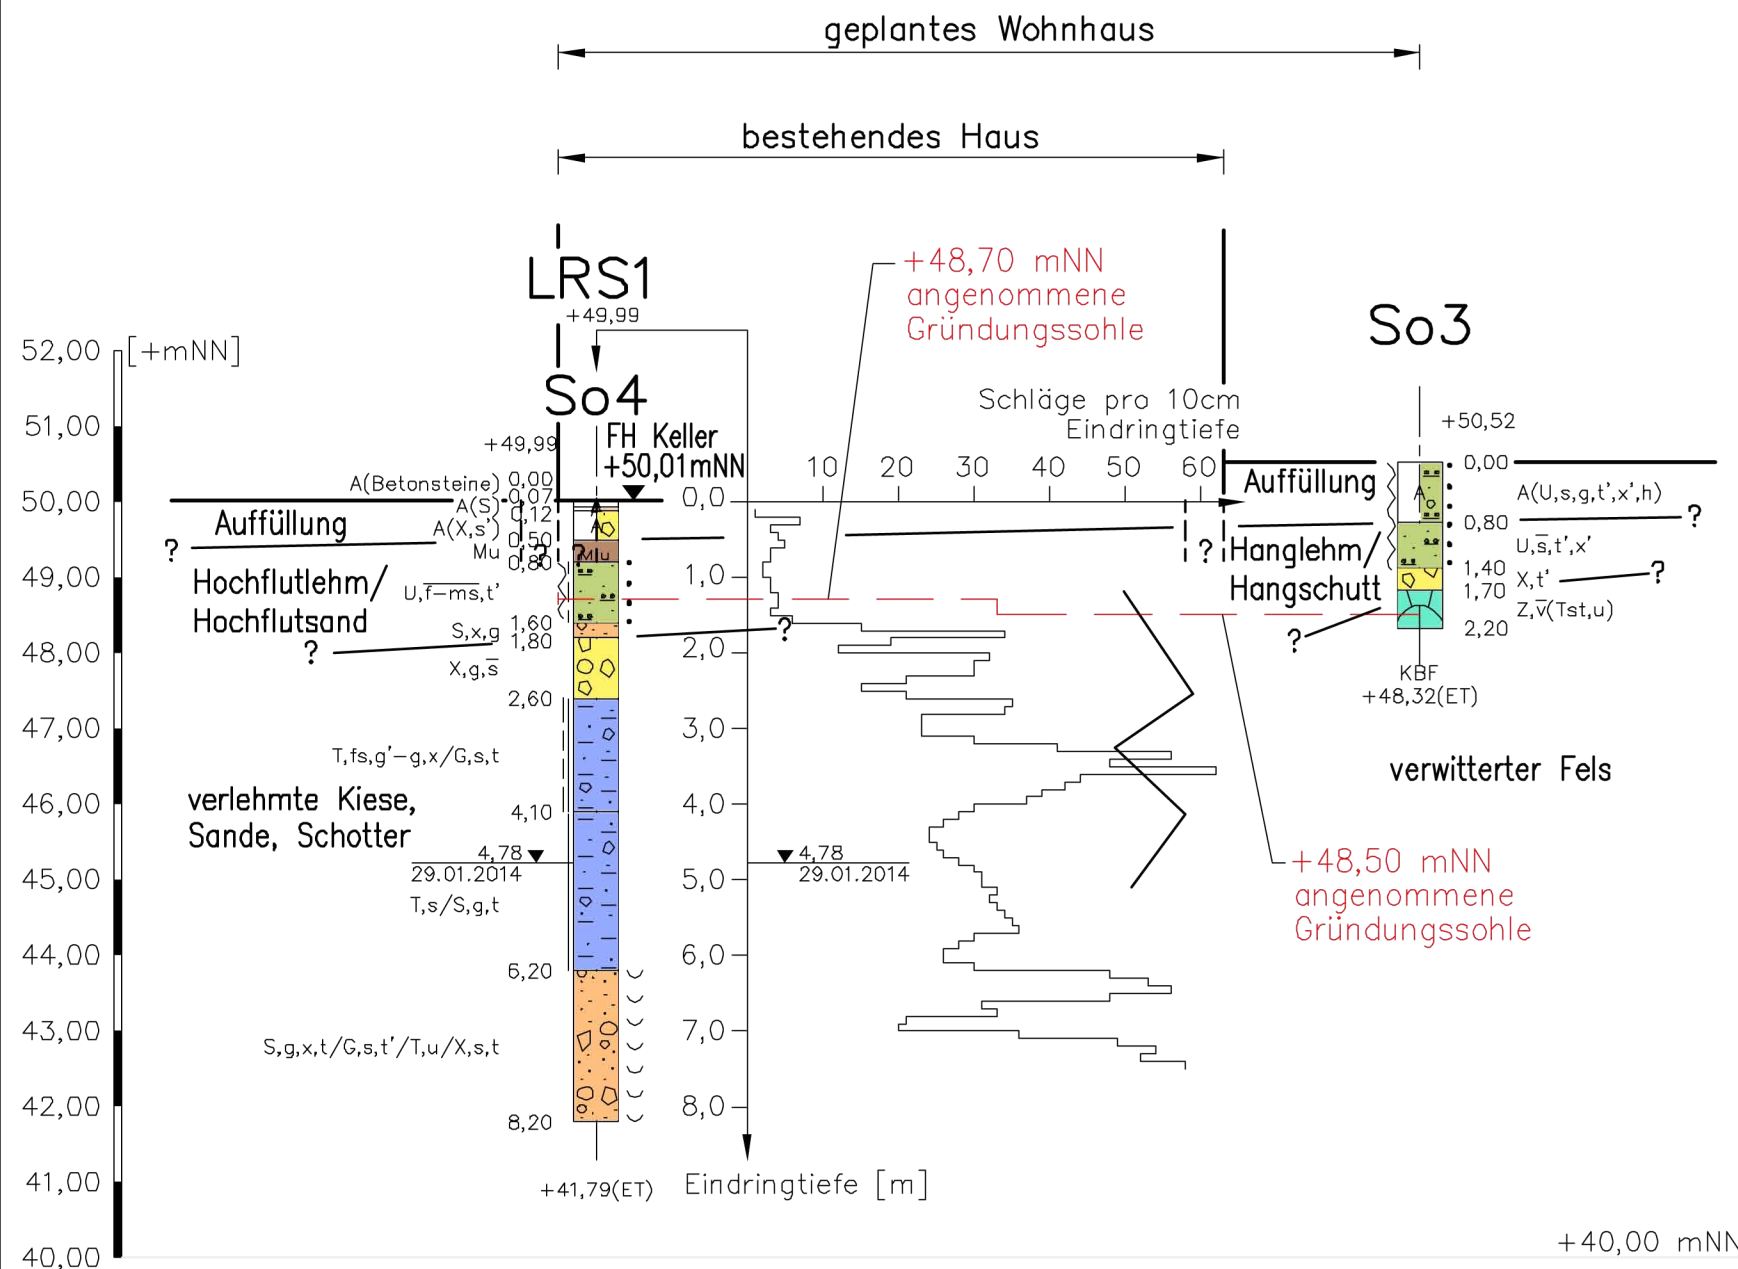 geplantes Wohnhaus
bestehendes Haus
LRS1
+49,99
+48,70 mNN
angenommene
Gründungssohle
So3
52,00
[+mNN]
So4
Schläge pro 10cm
Eindringtiefe
51,00
+49,99
FH Keller
+50,01mNN
+50,52
10 20 30 40 50 60
A(Betonsteine) 0,00
0,07
A(S) 0,12
A(X,s') 0,50
Mu 0,80
50,00
0,0
Auffüllung
Auffüllung
0,00
A
A
A
A(U,s,g,t',x',h)
0,80
?
?
?
?
?
Mu
Hanglehm/
Hangschutt
U,s̅,t',x'
1,40
X,t'
?
1,70
Z,v̅(Tst,u)
2,20
?
49,00
Hochflutlehm/
Hochflutsand
U,f̅-̅m̅s̅,t'
1,0
1,60
S,x,g
1,80
?
?
48,00
X,g,s̅
2,0
KBF
+48,32(ET)
2,60
47,00
3,0
T,fs,g'-g,x/G,s,t
verwitterter Fels
46,00
verlehmte Kiese,
Sande, Schotter
4,10
4,0
4,78
29.01.2014
4,78
29.01.2014
+48,50 mNN
angenommene
Gründungssohle
45,00
5,0
T,s/S,g,t
44,00
6,20
6,0
43,00
7,0
S,g,x,t/G,s,t'/T,u/X,s,t
42,00
8,20
8,0
41,00
+41,79(ET)
Eindringtiefe [m]
40,00
+40,00 mNN